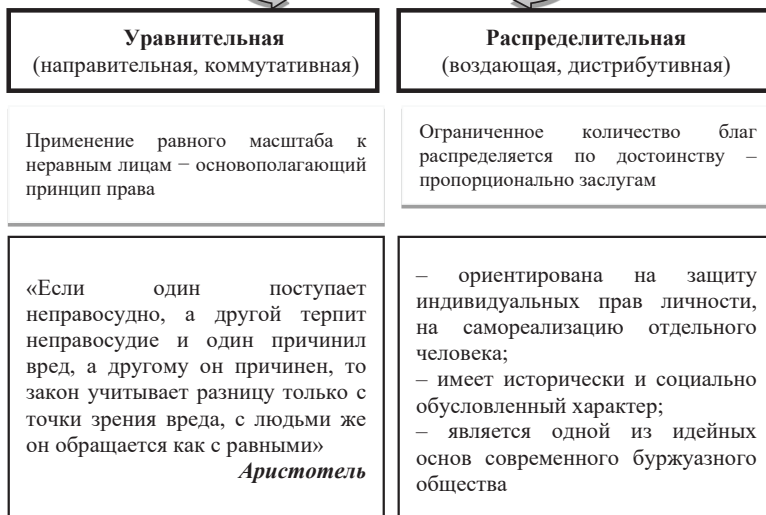 Уравнительная
(направительная, коммутативная)
Применение равного масштаба к
неравным лицам − основополагающий
принцип права
«Если один поступает
неправосудно, а другой терпит
неправосудие и один причинил
вред, а другому он причинен, то
закон учитывает разницу только с
точки зрения вреда, с людьми же
он обращается как с равными»
Аристотель
Распределительная
(воздающая, дистрибутивная)
Ограниченное количество благ
распределяется по достоинству –
пропорционально заслугам
– ориентирована на защиту
индивидуальных прав личности,
на самореализацию отдельного
человека;
– имеет исторически и социально
обусловленный характер;
– является одной из идейных
основ современного буржуазного
общества